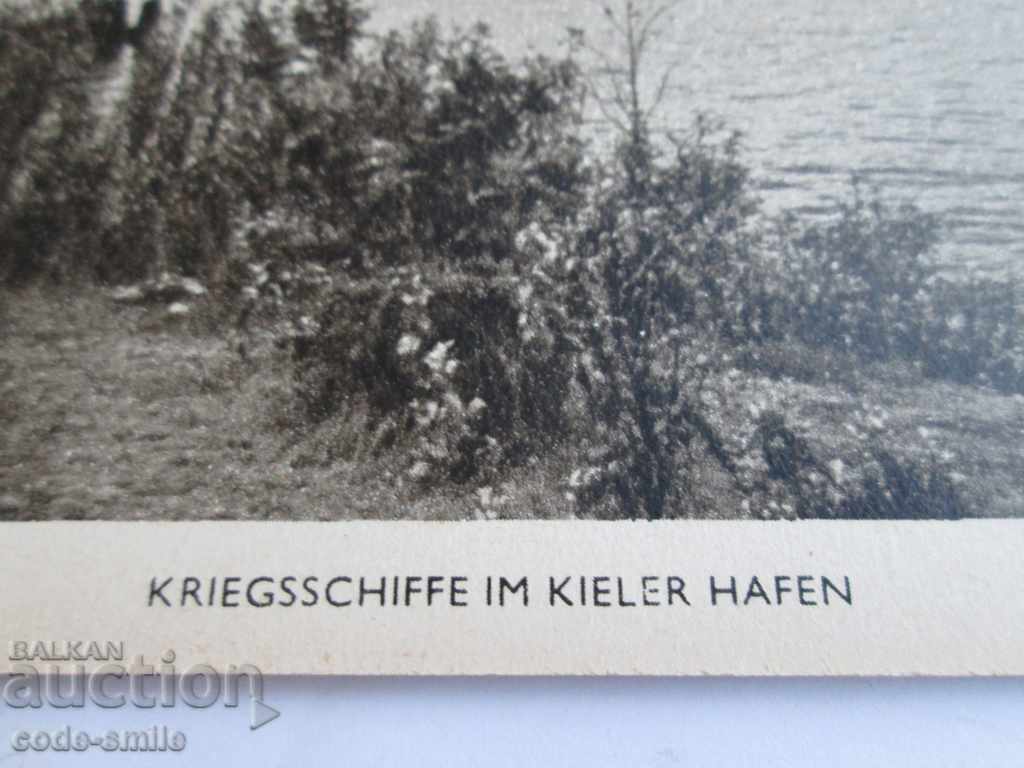 KRIEGSSCHIFFE IM KIELER HAFEN
BALKAN
auction
code-smile